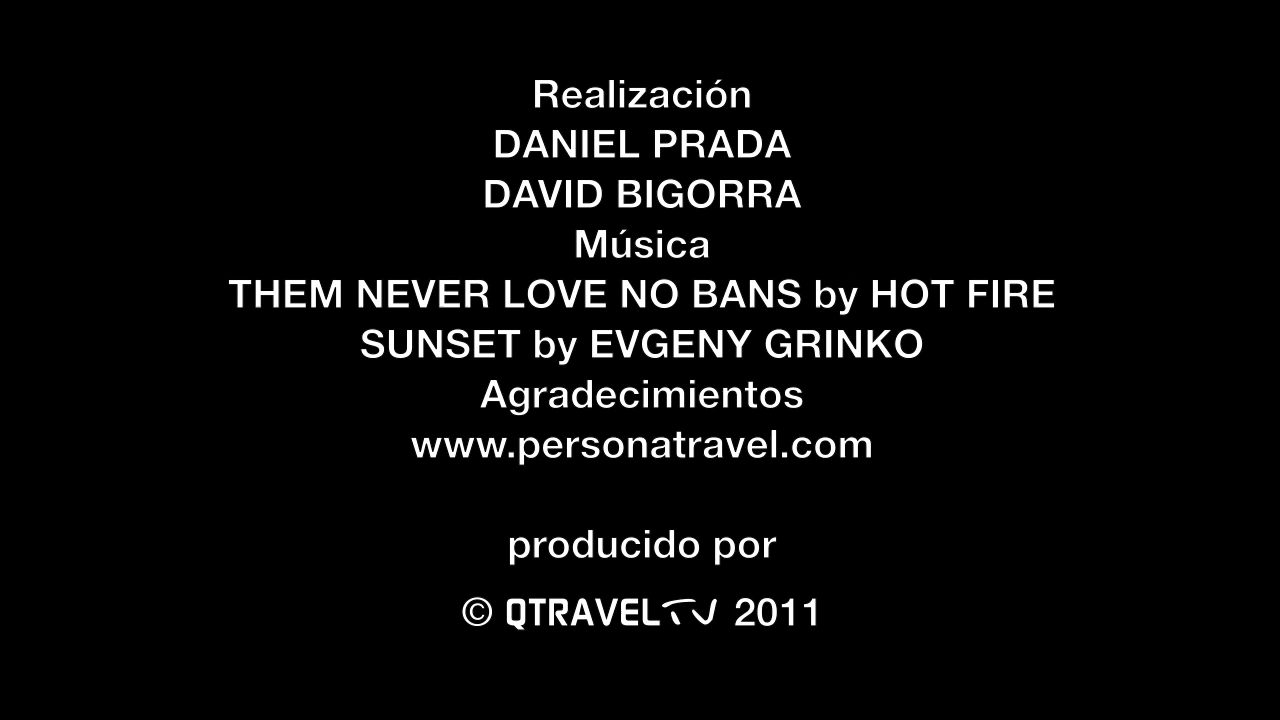 Realización
DANIEL PRADA
DAVID BIGORRA
Música
THEM NEVER LOVE NO BANS by HOT FIRE
SUNSET by EVGENY GRINKO
Agradecimientos
www.personatravel.com
producido por
© QTRAVELTV 2011